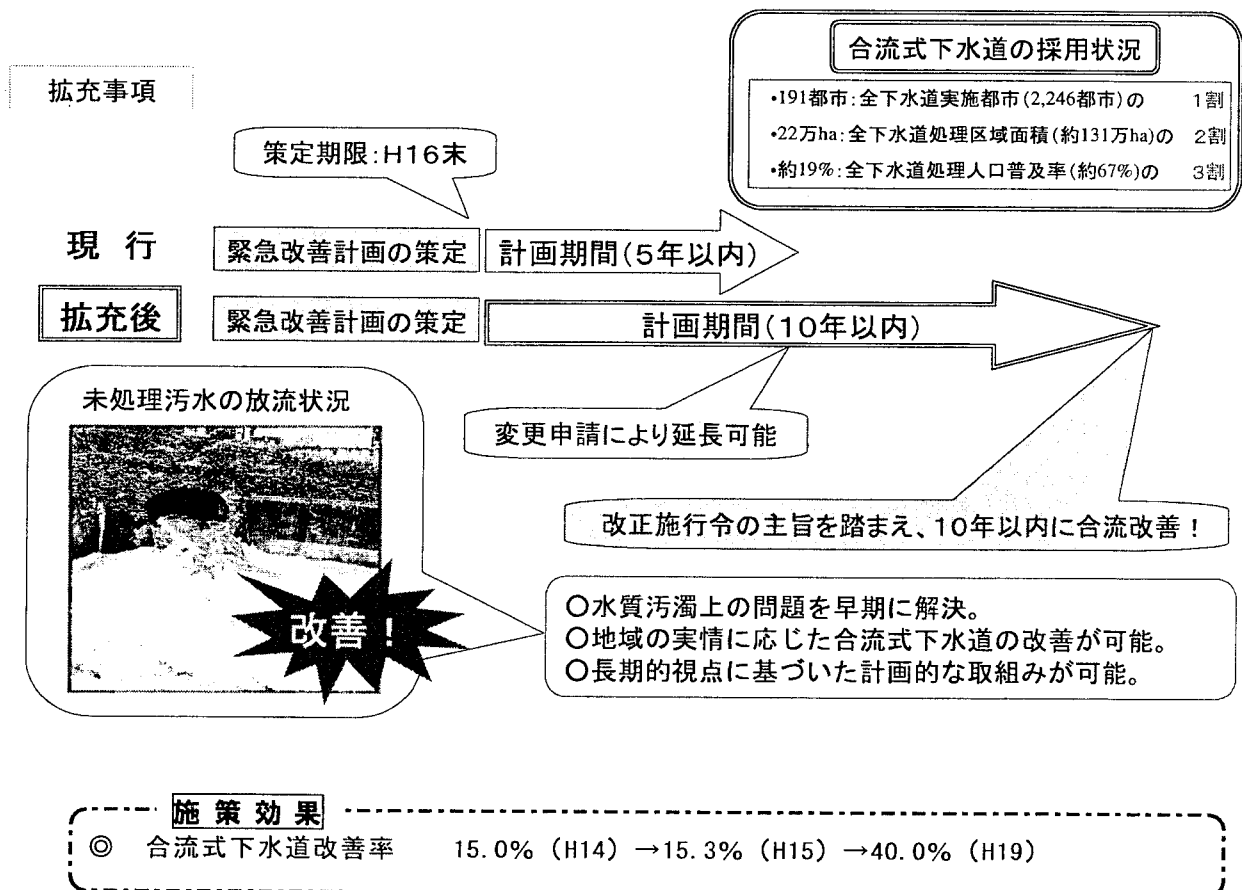 合流式下水道の採用状況
•191都市:全下水道実施都市(2,246都市)の 1割
•22万ha:全下水道処理区域面積(約131万ha)の 2割
•約19%:全下水道処理人口普及率(約67%)の 3割
拡充事項
策定期限:H16末
現 行
緊急改善計画の策定
計画期間(5年以内)
拡充後
緊急改善計画の策定
計画期間(10年以内)
未処理汚水の放流状況
変更申請により延長可能
改正施行令の主旨を踏まえ、10年以内に合流改善!
改善!
〇水質汚濁上の問題を早期に解決。
〇地域の実情に応じた合流式下水道の改善が可能。
〇長期的視点に基づいた計画的な取組みが可能。
施 策 効 果
◎ 合流式下水道改善率 15.0% (H14) →15.3% (H15) →40.0% (H19)